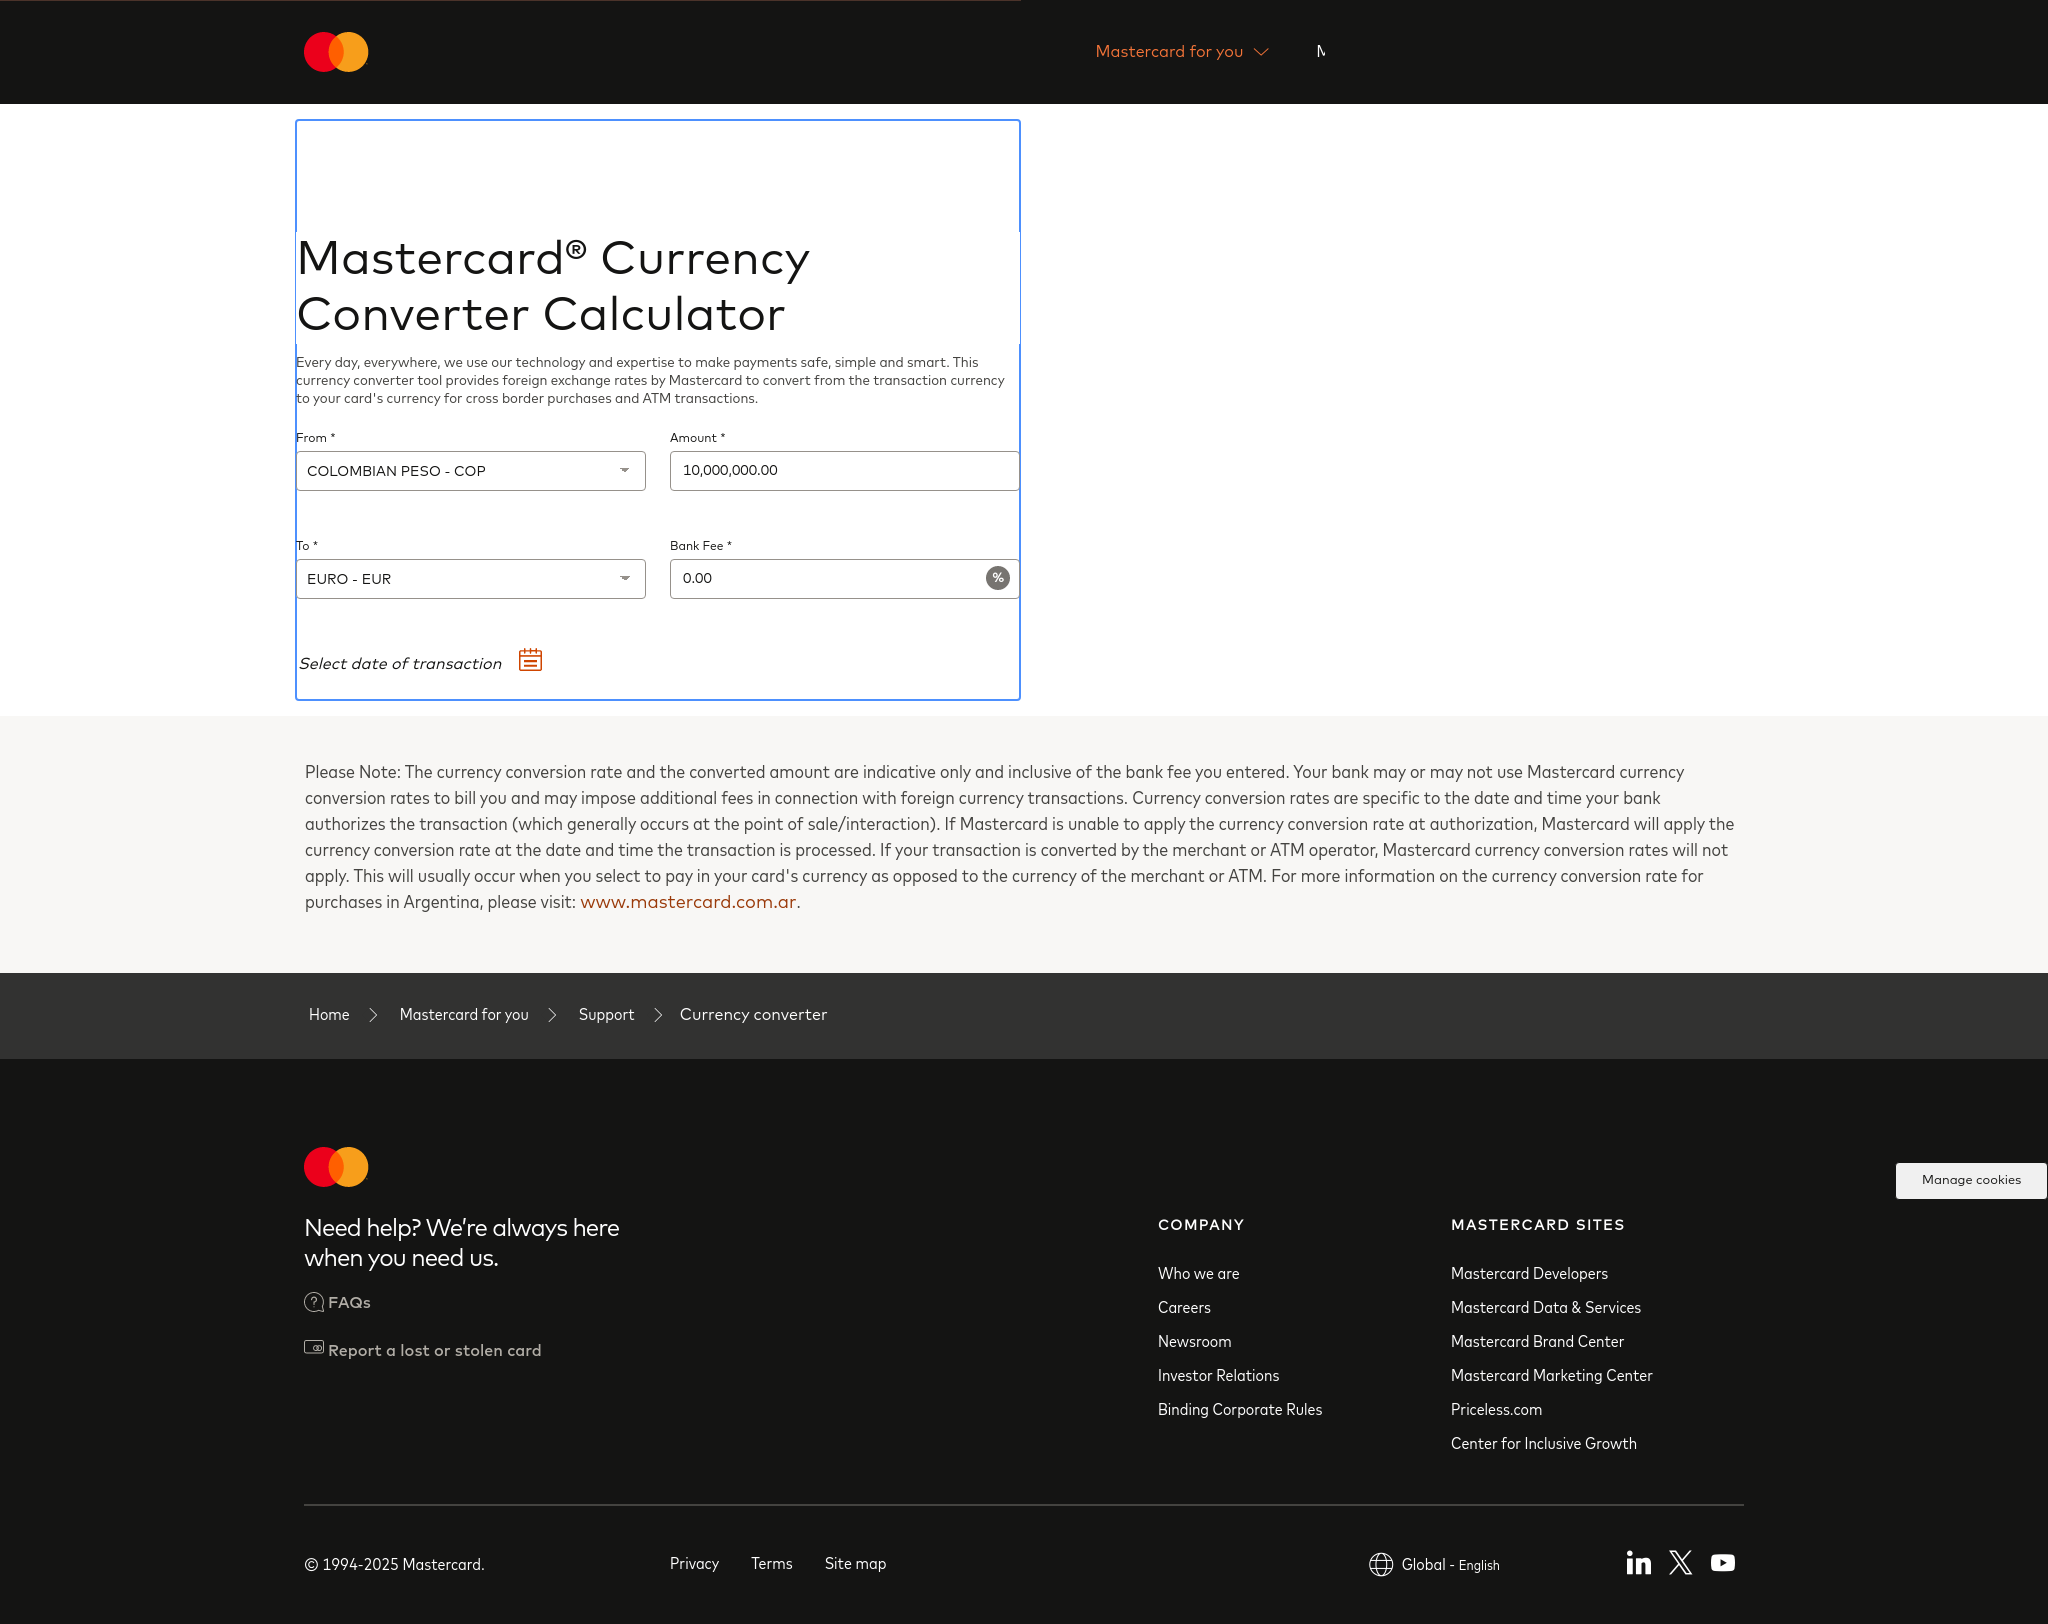 Mastercard for you
Mastercard® Currency
Converter Calculator
Every day, everywhere, we use our technology and expertise to make payments safe, simple and smart. This
currency converter tool provides foreign exchange rates by Mastercard to convert from the transaction currency
to your card's currency for cross border purchases and ATM transactions.
From *
Amount *
COLOMBIAN PESO - COP
10,000,000.00
To *
Bank Fee *
EURO - EUR
0.00
%
Select date of transaction
Please Note: The currency conversion rate and the converted amount are indicative only and inclusive of the bank fee you entered. Your bank may or may not use Mastercard currency
conversion rates to bill you and may impose additional fees in connection with foreign currency transactions. Currency conversion rates are specific to the date and time your bank
authorizes the transaction (which generally occurs at the point of sale/interaction). If Mastercard is unable to apply the currency conversion rate at authorization, Mastercard will apply the
currency conversion rate at the date and time the transaction is processed. If your transaction is converted by the merchant or ATM operator, Mastercard currency conversion rates will not
apply. This will usually occur when you select to pay in your card's currency as opposed to the currency of the merchant or ATM. For more information on the currency conversion rate for
purchases in Argentina, please visit: www.mastercard.com.ar.
Home
Mastercard for you
Support
Currency converter
Manage cookies
Need help? We're always here
when you need us.
FAQs
Report a lost or stolen card
COMPANY
Who we are
Careers
Newsroom
Investor Relations
Binding Corporate Rules
MASTERCARD SITES
Mastercard Developers
Mastercard Data & Services
Mastercard Brand Center
Mastercard Marketing Center
Priceless.com
Center for Inclusive Growth
© 1994-2025 Mastercard.
Privacy
Terms
Site map
Global - English